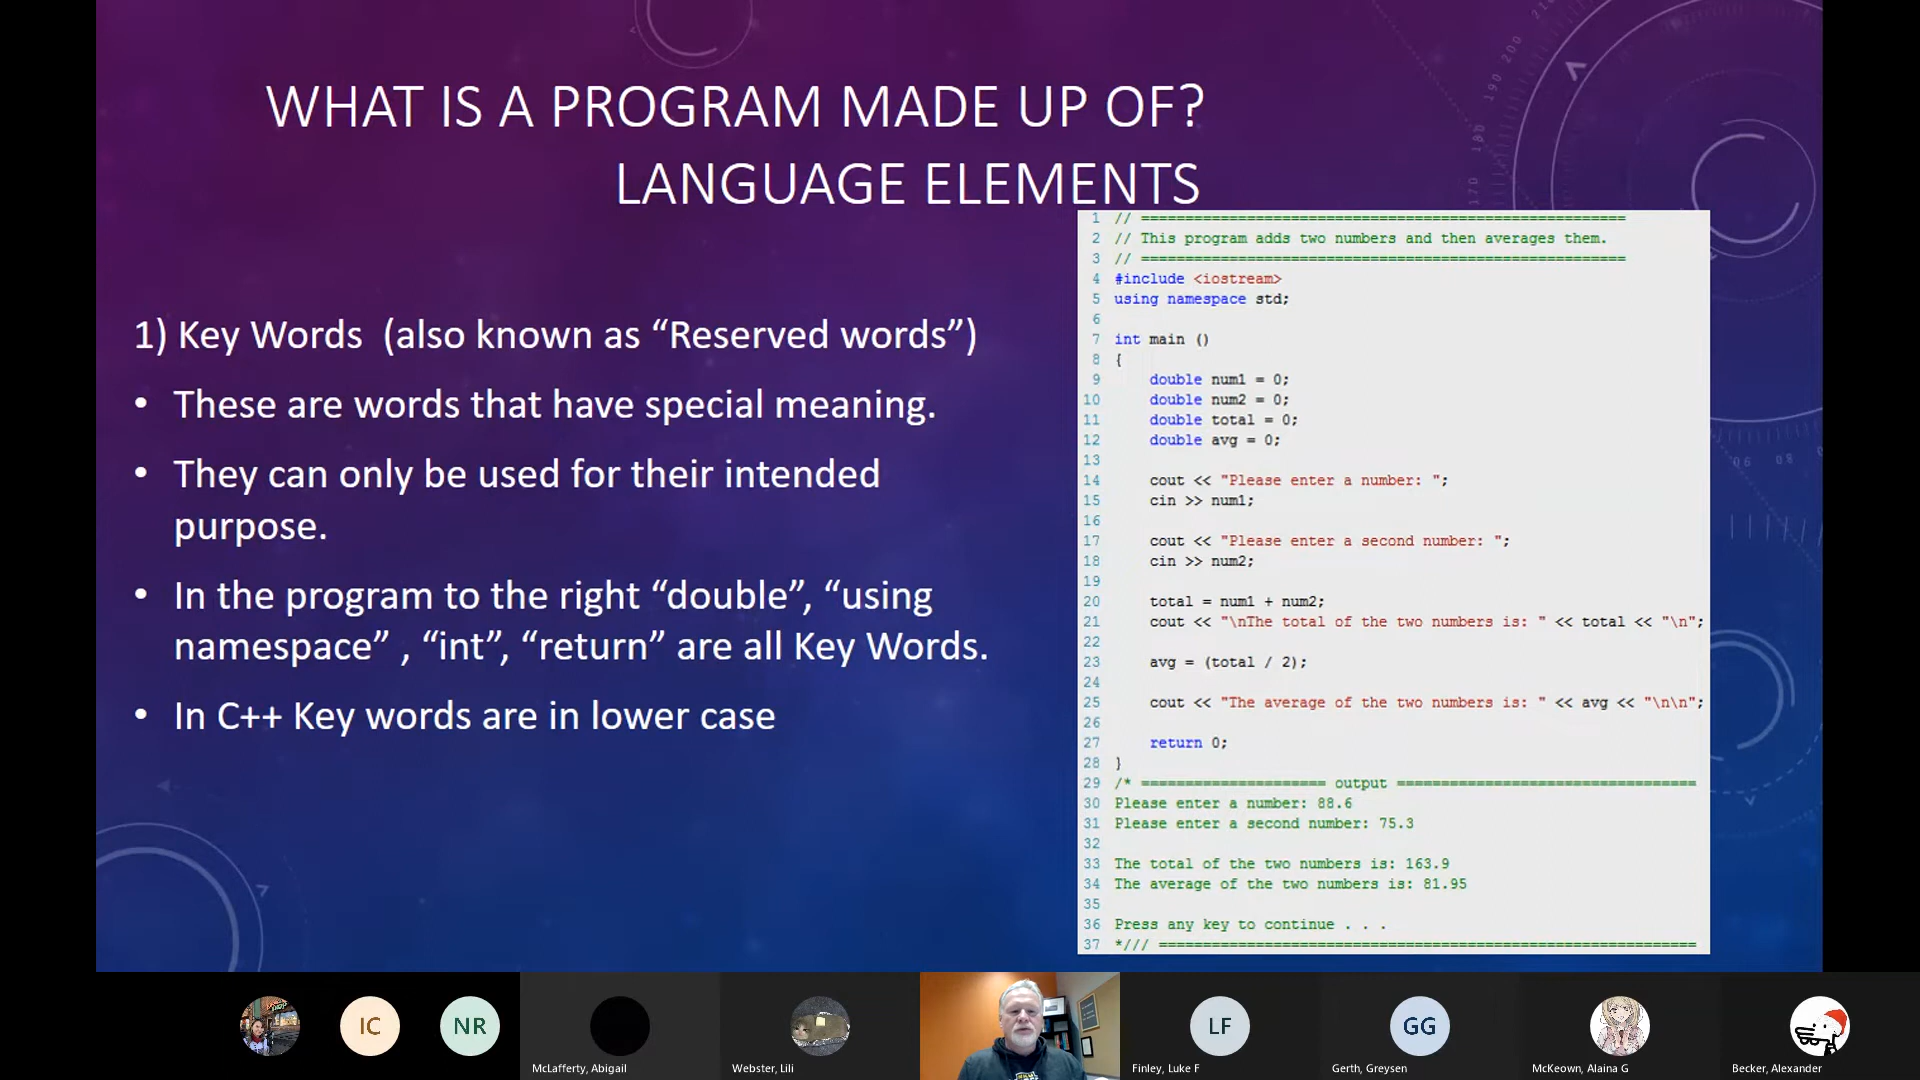 WHAT IS A PROGRAM MADE UP OF?
LANGUAGE ELEMENTS
1) Key Words  (also known as “Reserved words”)
• These are words that have special meaning.
• They can only be used for their intended
purpose.
• In the program to the right “double”, “using
namespace” , “int”, “return” are all Key Words.
• In C++ Key words are in lower case
1 // =======================================================
2 // This program adds two numbers and then averages them.
3 // =======================================================
4 #include <iostream>
5 using namespace std;
6
7 int main ()
8 {
9     double num1 = 0;
10     double num2 = 0;
11     double total = 0;
12     double avg = 0;
13
14     cout << "Please enter a number: ";
15     cin >> num1;
16
17     cout << "Please enter a second number: ";
18     cin >> num2;
19
20     total = num1 + num2;
21     cout << "\nThe total of the two numbers is: " << total << "\n";
22
23     avg = (total / 2);
24
25     cout << "The average of the two numbers is: " << avg << "\n\n";
26
27     return 0;
28 }
29 /* ===================== output ==================================
30 Please enter a number: 88.6
31 Please enter a second number: 75.3
32
33 The total of the two numbers is: 163.9
34 The average of the two numbers is: 81.95
35
36 Press any key to continue . . .
37 */// =============================================================
210
200
190
180
170
90 80
IC
NR
LF
GG
McLafferty, Abigail
Webster, Lili
Finley, Luke F
Gerth, Greysen
McKeown, Alaina G
Becker, Alexander